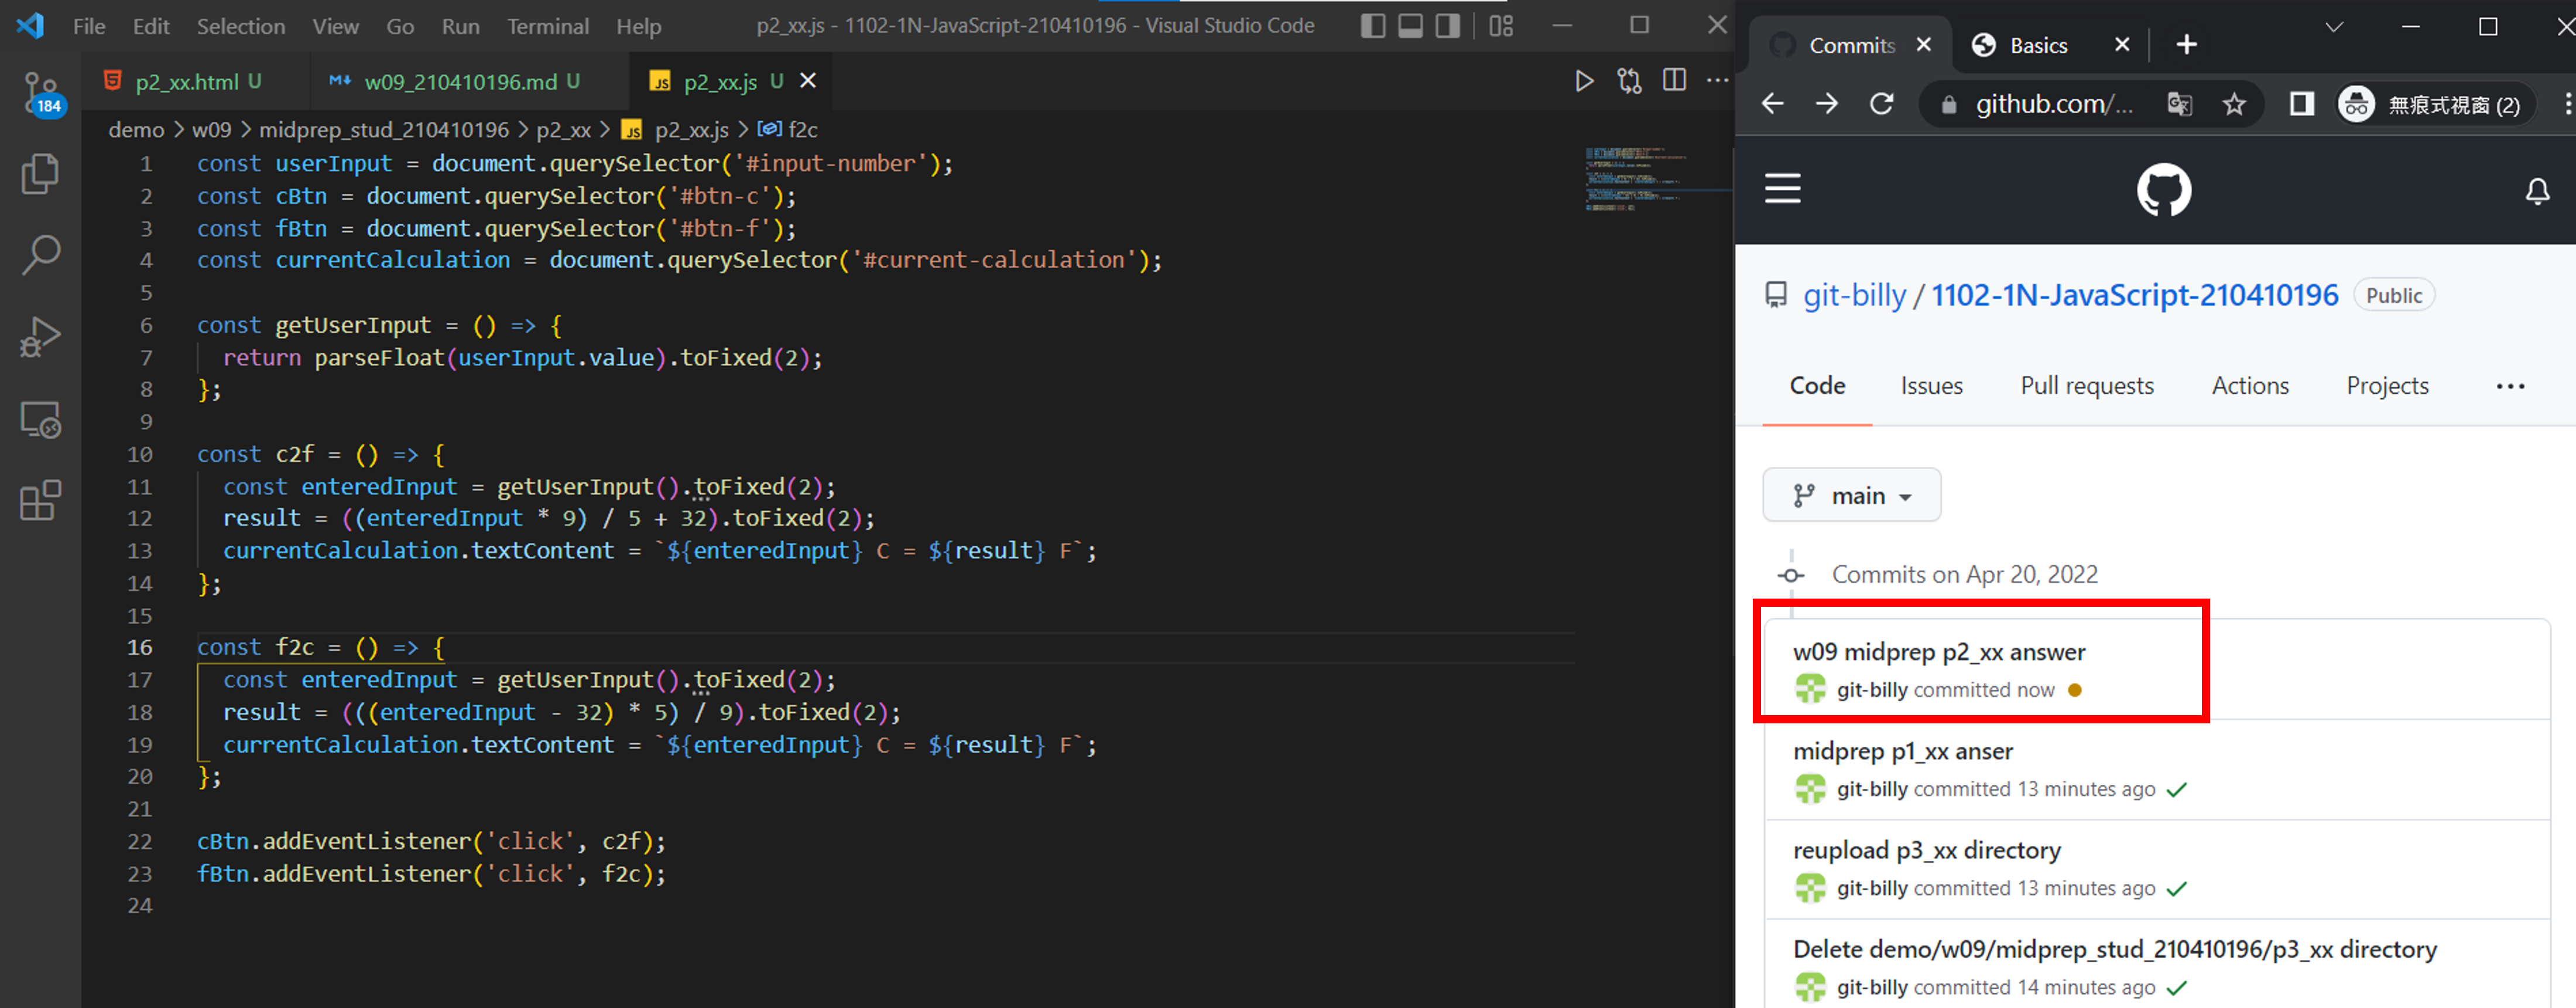 File Edit Selection View Go Run Terminal Help
p2_xx.js - 1102-1N-JavaScript-210410196 - Visual Studio Code
184
p2_xx.html U
w09_210410196.md U
JS p2_xx.js U
demo > w09 > midprep_stud_210410196 > p2_xx > JS p2_xx.js > f2c
1 const userInput = document.querySelector('#input-number');
2 const cBtn = document.querySelector('#btn-c');
3 const fBtn = document.querySelector('#btn-f');
4 const currentCalculation = document.querySelector('#current-calculation');
5
6 const getUserInput = () => {
7 return parseFloat(userInput.value).toFixed(2);
8 };
9
10 const c2f = () => {
11 const enteredInput = getUserInput().toFixed(2);
12 result = ((enteredInput * 9) / 5 + 32).toFixed(2);
13 currentCalculation.textContent = `${enteredInput} C = ${result} F`;
14 };
15
16 const f2c = () => {
17 const enteredInput = getUserInput().toFixed(2);
18 result = (((enteredInput - 32) * 5) / 9).toFixed(2);
19 currentCalculation.textContent = `${enteredInput} C = ${result} F`;
20 };
21
22 cBtn.addEventListener('click', c2f);
23 fBtn.addEventListener('click', f2c);
24
Commits
Basics
github.com/...
無痕式視窗 (2)
git-billy / 1102-1N-JavaScript-210410196 Public
Code Issues Pull requests Actions Projects
main
Commits on Apr 20, 2022
w09 midprep p2_xx answer
git-billy committed now
midprep p1_xx anser
git-billy committed 13 minutes ago
reupload p3_xx directory
git-billy committed 13 minutes ago
Delete demo/w09/midprep_stud_210410196/p3_xx directory
git-billy committed 14 minutes ago